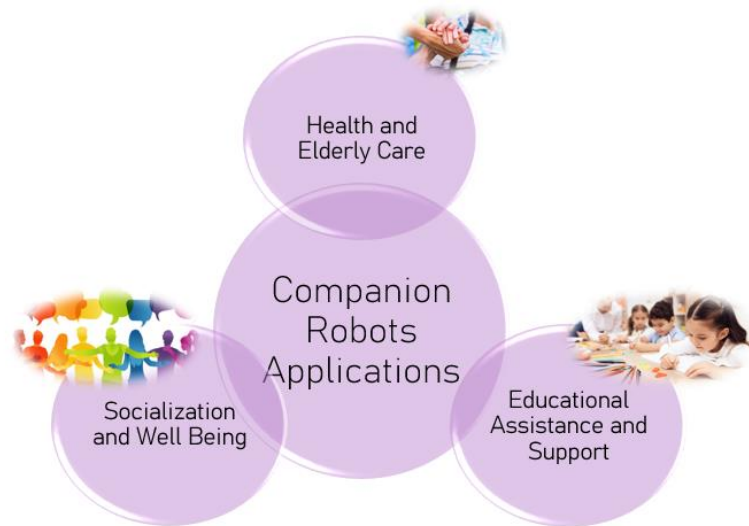 Health and
Elderly Care
Companion
Robots
Applications
Socialization
and Well Being
Educational
Assistance and
Support